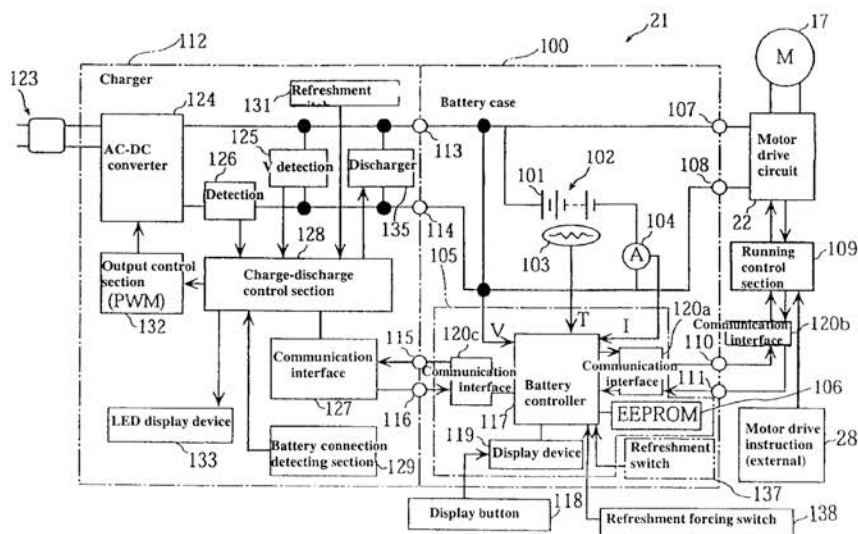 112
100
21
17
M
123
Charger
124
131
Refreshment
Battery case
107
AC-DC
converter
125
V detection
113
Motor
drive
circuit
126
Detection
Discharger
101
102
108
22
114
135
104
A
103
128
105
109
Output control
section
(PWM)
132
Charge-discharge
control section
Running
control
section
V
T
I
120a
115
120c
110
120b
Communication
interface
Communication
interface
Battery
controller
Communication
interface
Communication
interface
111
127
116
117
106
EEPROM
LED display device
133
119
Display device
Refreshment
switch
Motor drive
instruction
(external)
28
Battery connection
detecting section
129
137
Display button
118
Refreshment forcing switch
138